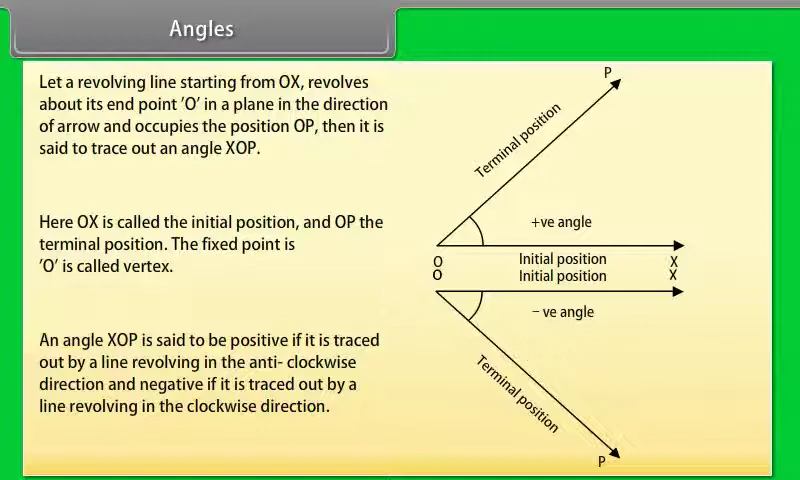 Angles
Let a revolving line starting from OX, revolves
about its end point ’O’ in a plane in the direction
of arrow and occupies the position OP, then it is
said to trace out an angle XOP.
Here OX is called the initial position, and OP the
terminal position. The fixed point is
’O’ is called vertex.
An angle XOP is said to be positive if it is traced
out by a line revolving in the anti- clockwise
direction and negative if it is traced out by a
line revolving in the clockwise direction.
P
Terminal position
+ve angle
O Initial position X
O Initial position X
– ve angle
Terminal position
P